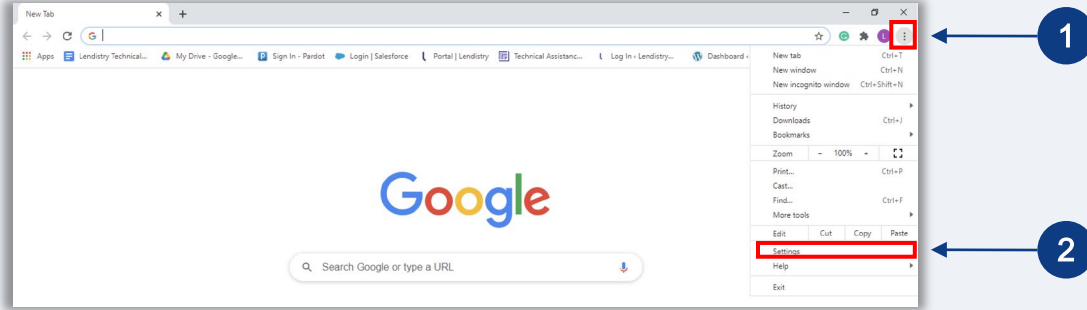 New Tab
G
Apps Lendistry Technical... My Drive - Google... Sign In - Pardot Login | Salesforce Portal | Lendistry Technical Assistanc... Log In ‹ Lendistry... Dashboard ‹
L
1
New tab Ctrl+T
New window Ctrl+N
New incognito window Ctrl+Shift+N
History
Downloads Ctrl+J
Bookmarks
Zoom - 100% +
Print... Ctrl+P
Cast...
Find... Ctrl+F
More tools
Edit Cut Copy Paste
Settings
Help
Exit
2
Google
Search Google or type a URL